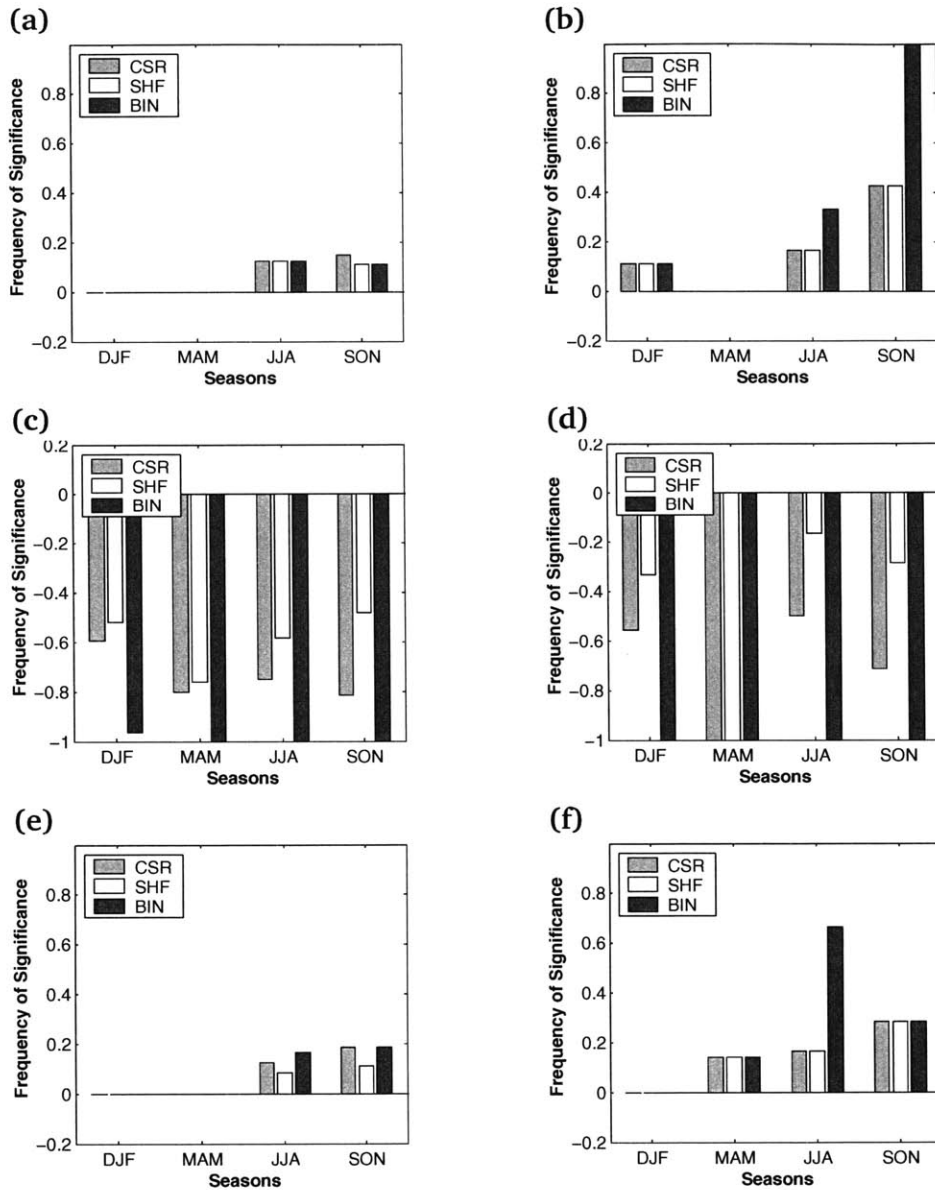 (a)
CSR
SHF
BIN
0.8
0.6
0.4
0.2
0
−0.2
Frequency of Significance
DJF MAM JJA SON
Seasons
(b)
CSR
SHF
BIN
0.8
0.6
0.4
0.2
0
−0.2
Frequency of Significance
DJF MAM JJA SON
Seasons
(c)
0.2
CSR
SHF
BIN
0
−0.2
−0.4
−0.6
−0.8
−1
Frequency of Significance
DJF MAM JJA SON
Seasons
(d)
0.2
CSR
SHF
BIN
0
−0.2
−0.4
−0.6
−0.8
−1
Frequency of Significance
DJF MAM JJA SON
Seasons
(e)
CSR
SHF
BIN
0.8
0.6
0.4
0.2
0
−0.2
Frequency of Significance
DJF MAM JJA SON
Seasons
(f)
CSR
SHF
BIN
0.8
0.6
0.4
0.2
0
−0.2
Frequency of Significance
DJF MAM JJA SON
Seasons